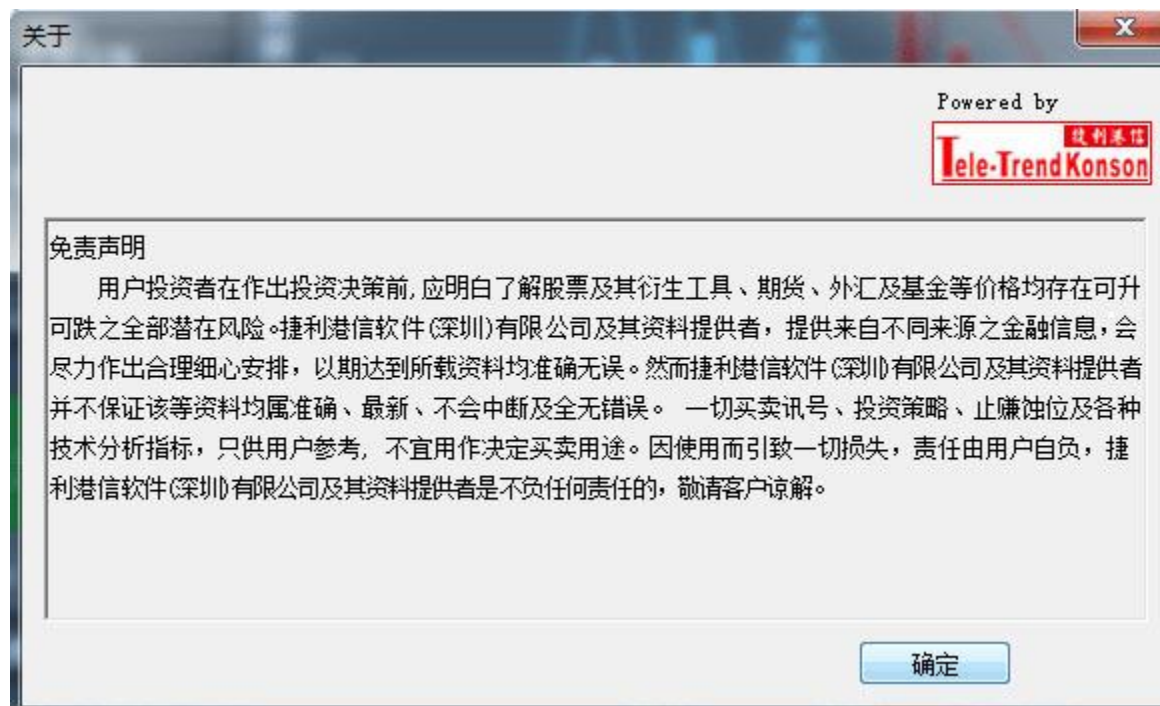 关于
Powered by
捷利港信
Tele-Trend Konson
免责声明
用户投资者在作出投资决策前,应明白了解股票及其衍生工具、期货、外汇及基金等价格均存在可升
可跌之全部潜在风险。捷利港信软件(深圳)有限公司及其资料提供者，提供来自不同来源之金融信息，会
尽力作出合理细心安排，以期达到所载资料均准确无误。然而捷利港信软件(深圳)有限公司及其资料提供者
并不保证该等资料均属准确、最新、不会中断及全无错误。 一切买卖讯号、投资策略、止赚蚀位及各种
技术分析指标，只供用户参考, 不宜用作决定买卖用途。因使用而引致一切损失，责任由用户自负，捷
利港信软件(深圳)有限公司及其资料提供者是不负任何责任的，敬请客户谅解。
确定